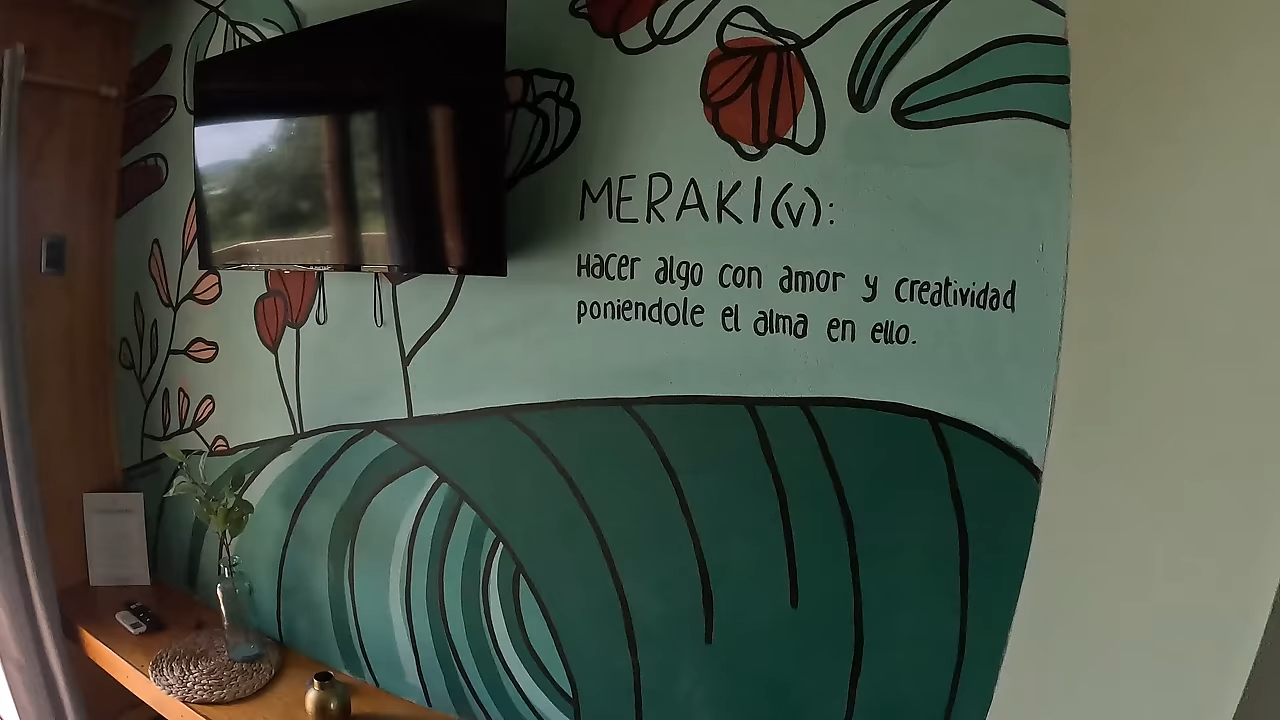 MERAKI(v):
Hacer algo con amor y creatividad
poniendole el alma en ello.